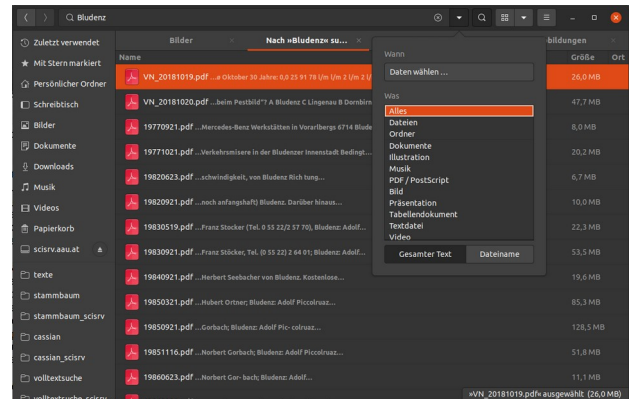 Bludenz
Bilder
Nach »Bludenz« su...
bildungen
Zuletzt verwendet
Mit Stern markiert
Persönlicher Ordner
Schreibtisch
Bilder
Dokumente
Downloads
Musik
Videos
Papierkorb
scisrv.aau.at
texte
stammbaum
stammbaum_scisrv
cassian
cassian_scisrv
volltextsuche
volltextsuche_scisrv
Name
Größe
Ort
VN_20181019.pdf ...e Oktober 30 Jahre: 0,0 25 91 78 l/m l/m 2 l/m 2 l/
26,0 MB
VN_20181020.pdf ...beim Pestbild"? A Bludenz C Lingenau B Dornbirn
47,7 MB
19770921.pdf ...Mercedes-Benz Werkstätten in Vorarlbergs 6714 Blude
8,0 MB
19771021.pdf ...Verkehrsmisere in der Bludenzer Innenstadt Bedingt...
20,2 MB
19820623.pdf ...schwindigkeit, von Bludenz Rich tung...
6,7 MB
19820921.pdf ...noch anfangshaft) Bludenz. Darüber hinaus...
10,0 MB
19830519.pdf ...Franz Stocker (Tel. 0 55 22/2 57 70), Bludenz: Adolf...
22,3 MB
19830921.pdf ...Franz Stöcker, Tel. (0 55 22) 2 64 01; Bludenz: Adolf...
53,5 MB
19840921.pdf ...Herbert Seebacher von Bludenz. Kostenlose...
19,6 MB
19850321.pdf ...Hubert Ortner; Bludenz: Adolf Piccolruaz...
85,3 MB
19850921.pdf ...Gorbach; Bludenz: Adolf Pic- colruaz...
128,5 MB
19851116.pdf ...Norbert Gorbach; Bludenz: Adolf Piccolruaz...
51,8 MB
19860623.pdf ...Norbert Gor- bach; Bludenz: Adolf...
11,1 MB
Wann
Daten wählen ...
Was
Alles
Dateien
Ordner
Dokumente
Illustration
Musik
PDF / PostScript
Bild
Präsentation
Tabellendokument
Textdatei
Video
Gesamter Text
Dateiname
»VN_20181019.pdf« ausgewählt (26,0 MB)